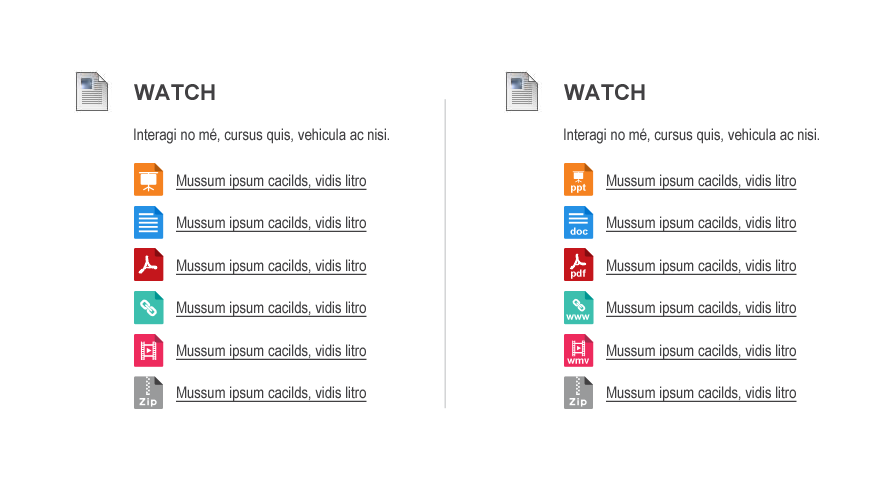 WATCH
Interagi no mé, cursus quis, vehicula ac nisi.
Mussum ipsum cacilds, vidis litro
Mussum ipsum cacilds, vidis litro
Mussum ipsum cacilds, vidis litro
Mussum ipsum cacilds, vidis litro
Mussum ipsum cacilds, vidis litro
Zip
Mussum ipsum cacilds, vidis litro
WATCH
Interagi no mé, cursus quis, vehicula ac nisi.
ppt
Mussum ipsum cacilds, vidis litro
doc
Mussum ipsum cacilds, vidis litro
pdf
Mussum ipsum cacilds, vidis litro
www
Mussum ipsum cacilds, vidis litro
wmv
Mussum ipsum cacilds, vidis litro
Zip
Mussum ipsum cacilds, vidis litro